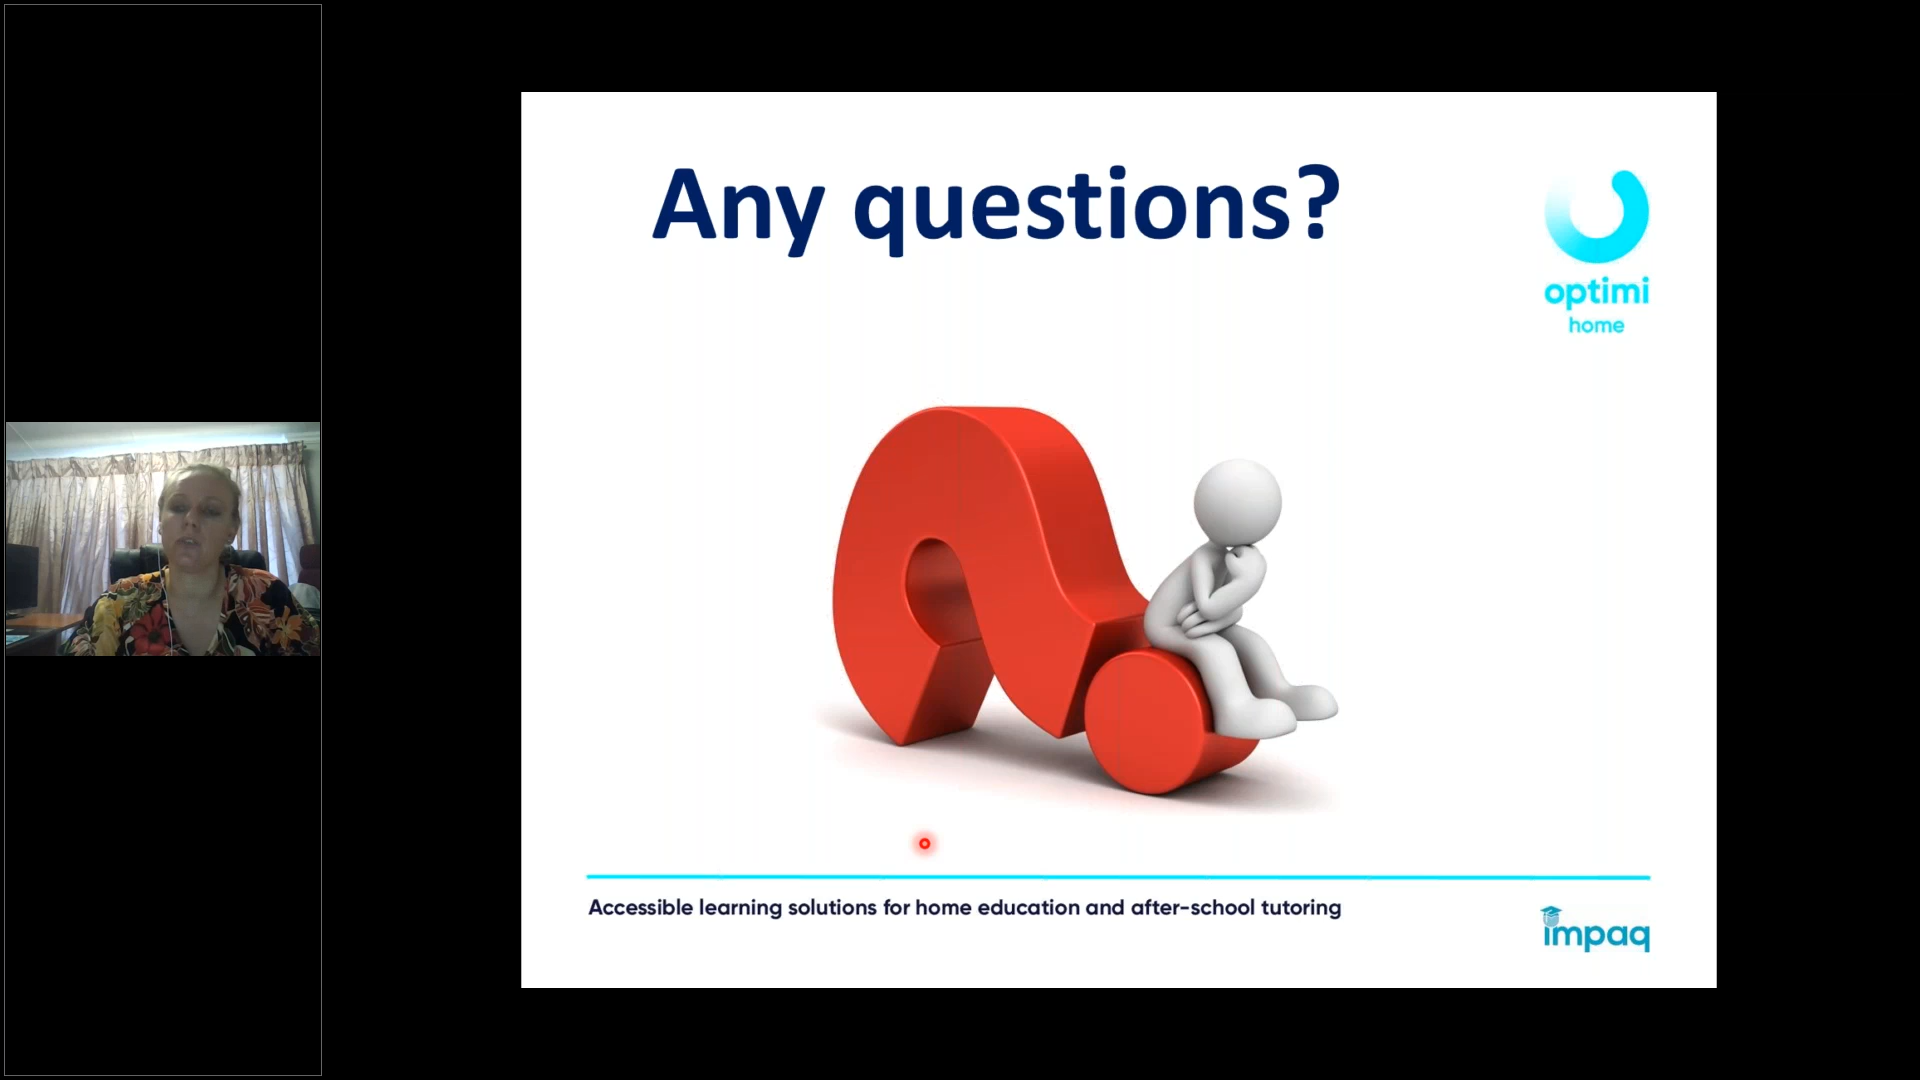 Any questions?
optimi
home
Accessible learning solutions for home education and after-school tutoring
impaq